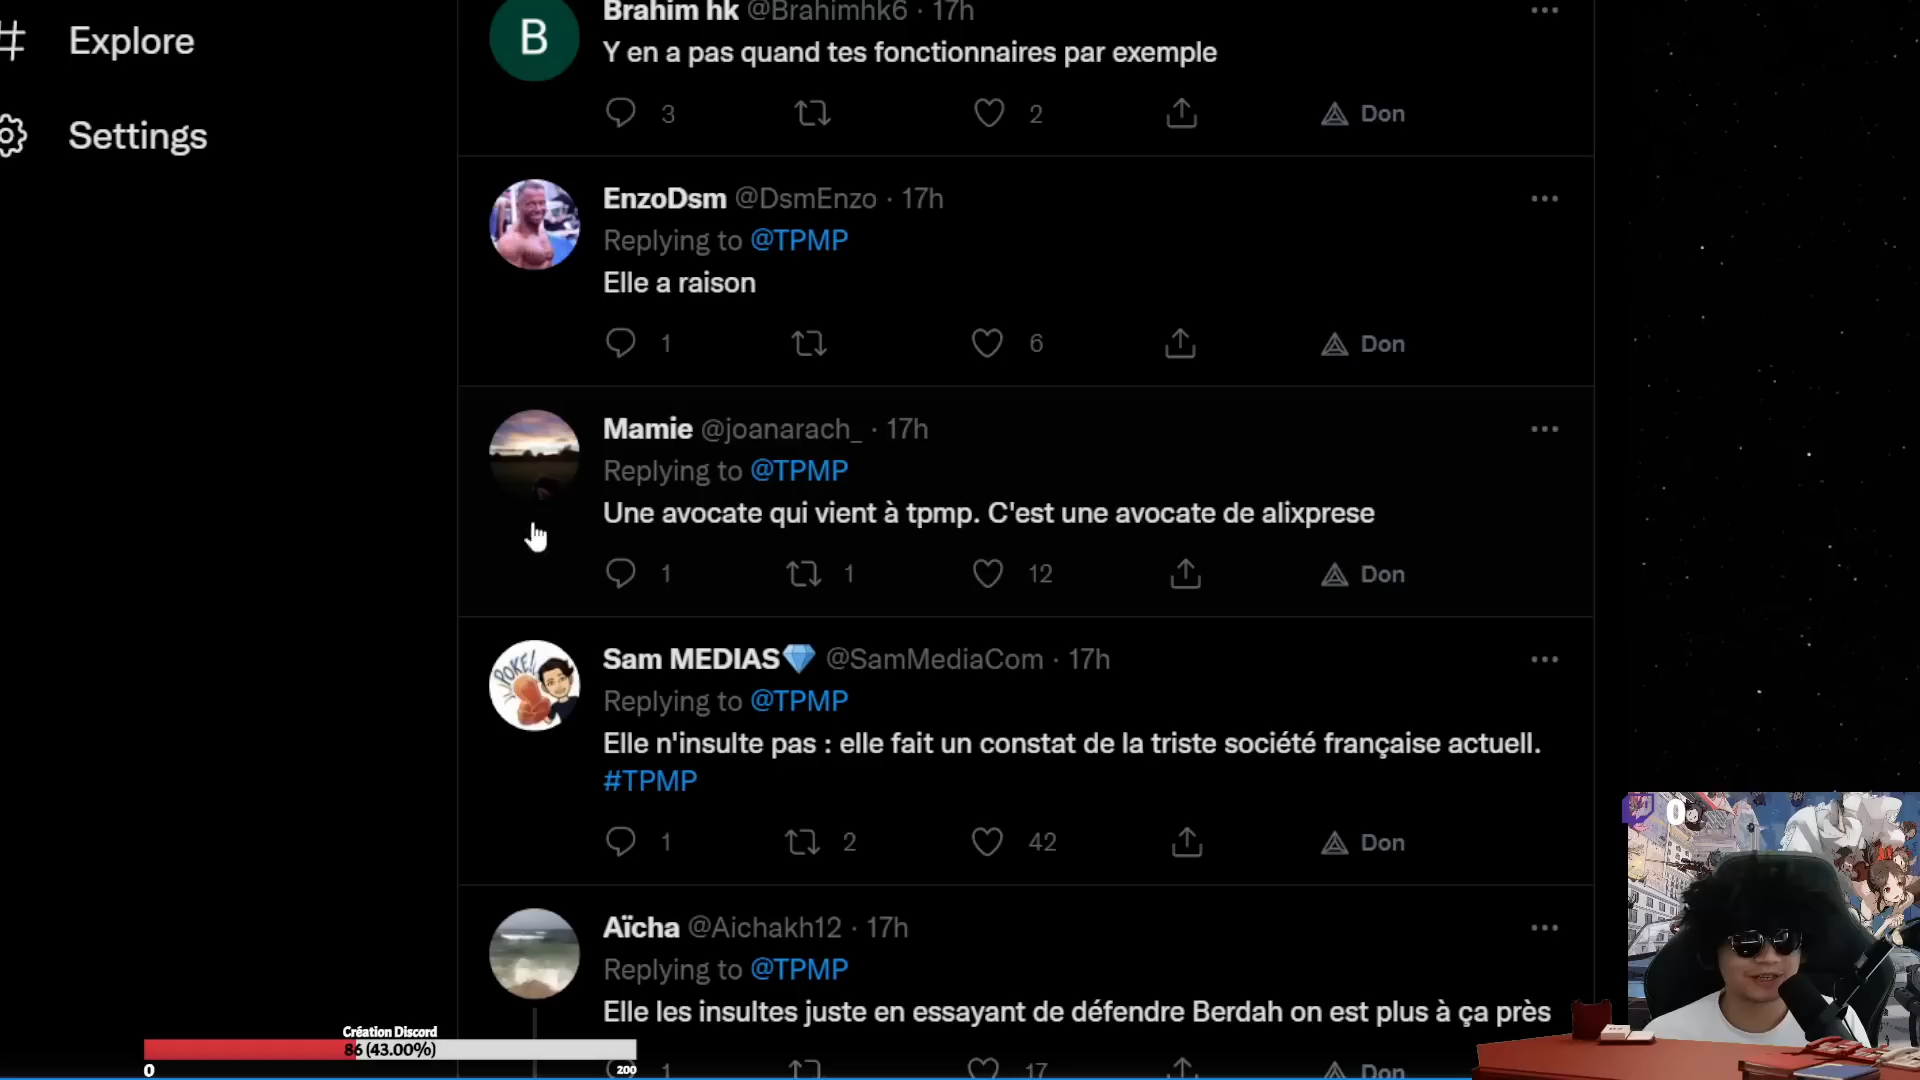 Explore
Settings
Brahim hk @Brahimhk6 · 17h
Y en a pas quand tes fonctionnaires par exemple
3 2 Don
EnzoDsm @DsmEnzo · 17h
Replying to @TPMP
Elle a raison
1 6 Don
Mamie @joanarach_ · 17h
Replying to @TPMP
Une avocate qui vient à tpmp. C'est une avocate de alixprese
1 1 12 Don
POKE!
Sam MEDIAS @SamMediaCom · 17h
Replying to @TPMP
Elle n'insulte pas : elle fait un constat de la triste société française actuell.
#TPMP
1 2 42 Don
Aïcha @Aichakh12 · 17h
Replying to @TPMP
Elle les insultes juste en essayant de défendre Berdah on est plus à ça près
1 17 Don
Création Discord
86 (43.00%)
0 200
0
B